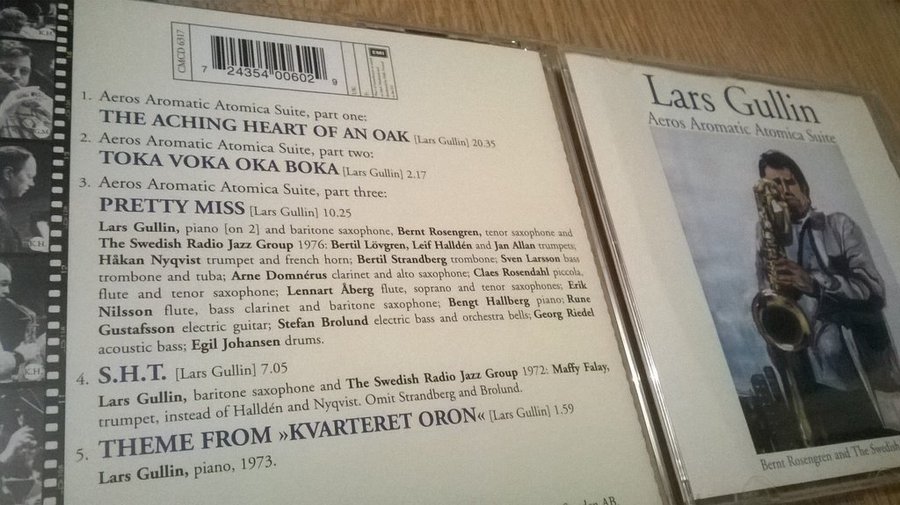 CMCD 6317
EMI
7 24354 00602 9
1. Aeros Aromatic Atomica Suite, part one:
THE ACHING HEART OF AN OAK [Lars Gullin] 20.35
2. Aeros Aromatic Atomica Suite, part two:
TOKA VOKA OKA BOKA [Lars Gullin] 2.17
3. Aeros Aromatic Atomica Suite, part three:
PRETTY MISS [Lars Gullin] 10.25
Lars Gullin, piano [on 2] and baritone saxophone, Bernt Rosengren, tenor saxophone and
The Swedish Radio Jazz Group 1976: Bertil Lövgren, Leif Halldén and Jan Allan trumpets;
Håkan Nyqvist trumpet and french horn; Bertil Strandberg trombone; Sven Larsson bass
trombone and tuba; Arne Domnérus clarinet and alto saxophone; Claes Rosendahl piccola,
flute and tenor saxophone; Lennart Åberg flute, soprano and tenor saxophones; Erik
Nilsson flute, bass clarinet and baritone saxophone; Bengt Hallberg piano; Rune
Gustafsson electric guitar; Stefan Brolund electric bass and orchestra bells; Georg Riedel
acoustic bass; Egil Johansen drums.
4. S.H.T. [Lars Gullin] 7.05
Lars Gullin, baritone saxophone and The Swedish Radio Jazz Group 1972: Maffy Falay,
trumpet, instead of Halldén and Nyqvist. Omit Strandberg and Brolund.
5. THEME FROM »KVARTERET ORON« [Lars Gullin] 1.59
Lars Gullin, piano, 1973.
K.H.
G.M.
K.H.
K.H.
Lars Gullin
Aeros Aromatic Atomica Suite
Bernt Rosengren and The Swedish